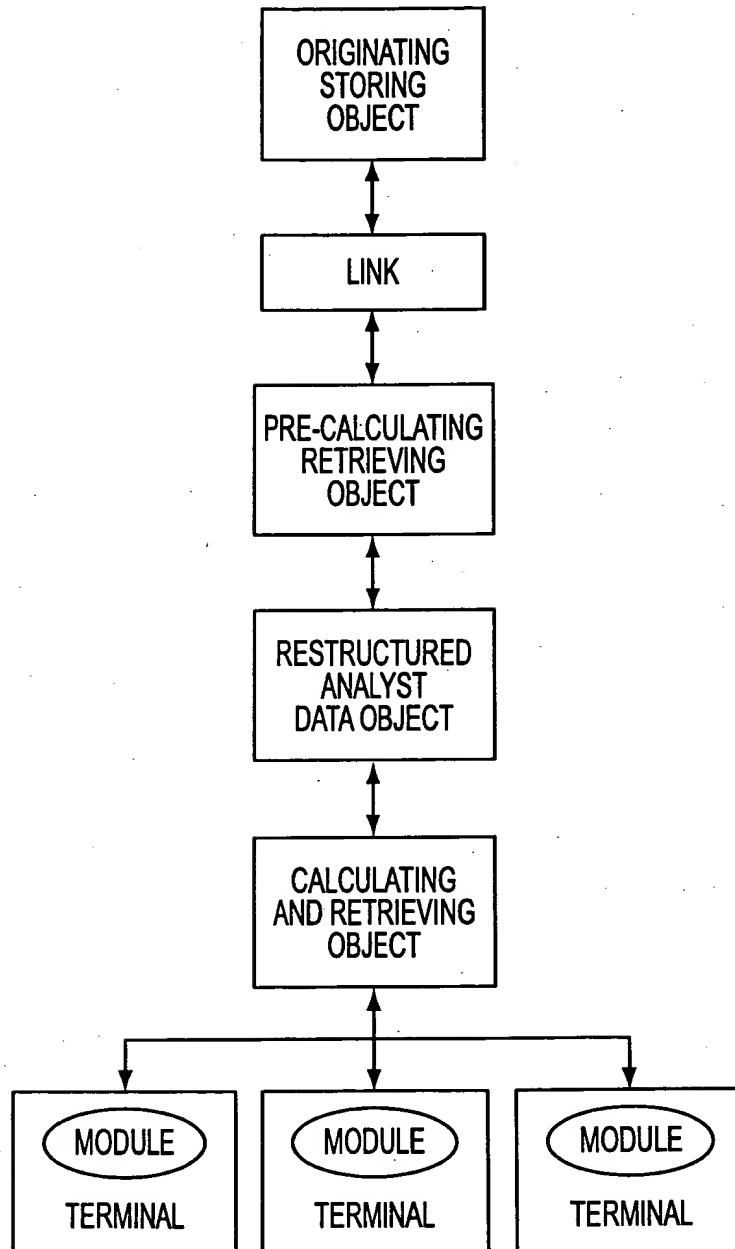 ORIGINATING
STORING
OBJECT
LINK
PRE-CALCULATING
RETRIEVING
OBJECT
RESTRUCTURED
ANALYST
DATA OBJECT
CALCULATING
AND RETRIEVING
OBJECT
MODULE MODULE MODULE
TERMINAL TERMINAL TERMINAL